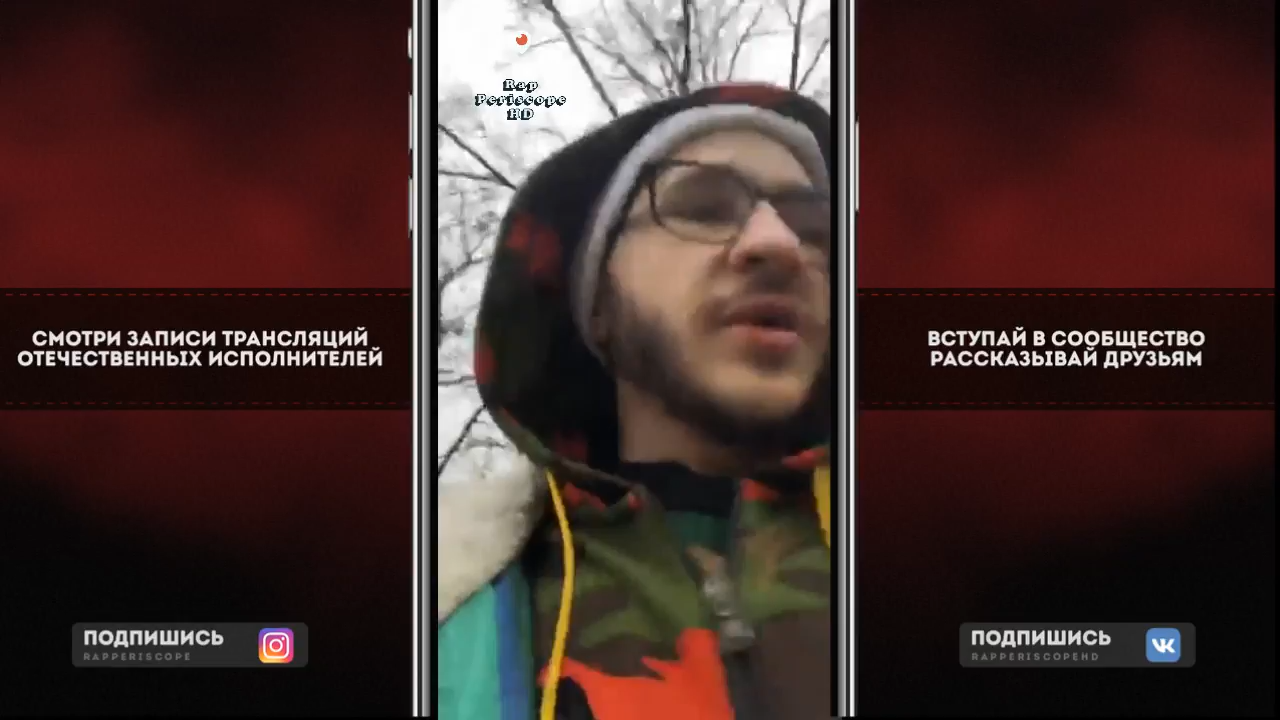 Rap
Periscope
HD
СМОТРИ ЗАПИСИ ТРАНСЛЯЦИЙ
ОТЕЧЕСТВЕННЫХ ИСПОЛНИТЕЛЕЙ
ВСТУПАЙ В СООБЩЕСТВО
РАССКАЗЫВАЙ ДРУЗЬЯМ
ПОДПИШИСЬ
RAPPERISCOPE
ПОДПИШИСЬ
RAPPERISCOPEHD